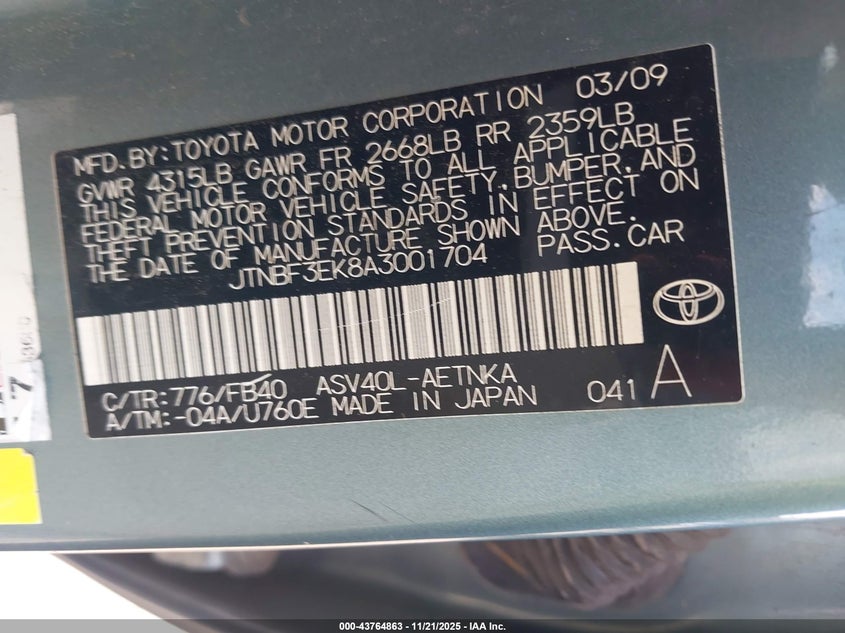 MFD.BY:TOYOTA MOTOR CORPORATION 03/09
GVWR 4315LB GAWR FR 2668LB RR 2359LB
THIS VEHICLE CONFORMS TO ALL APPLICABLE
FEDERAL MOTOR VEHICLE SAFETY,BUMPER,AND
THEFT PREVENTION STANDARDS IN EFFECT ON
THE DATE OF MANUFACTURE SHOWN ABOVE.
JTNBF3EK8A3001704 PASS.CAR
C/TR:776/FB40 ASV40L-AETNKA
A/TM:-04A/U760E MADE IN JAPAN 041 A
7
000-43764863 - 11/21/2025 - IAA Inc.